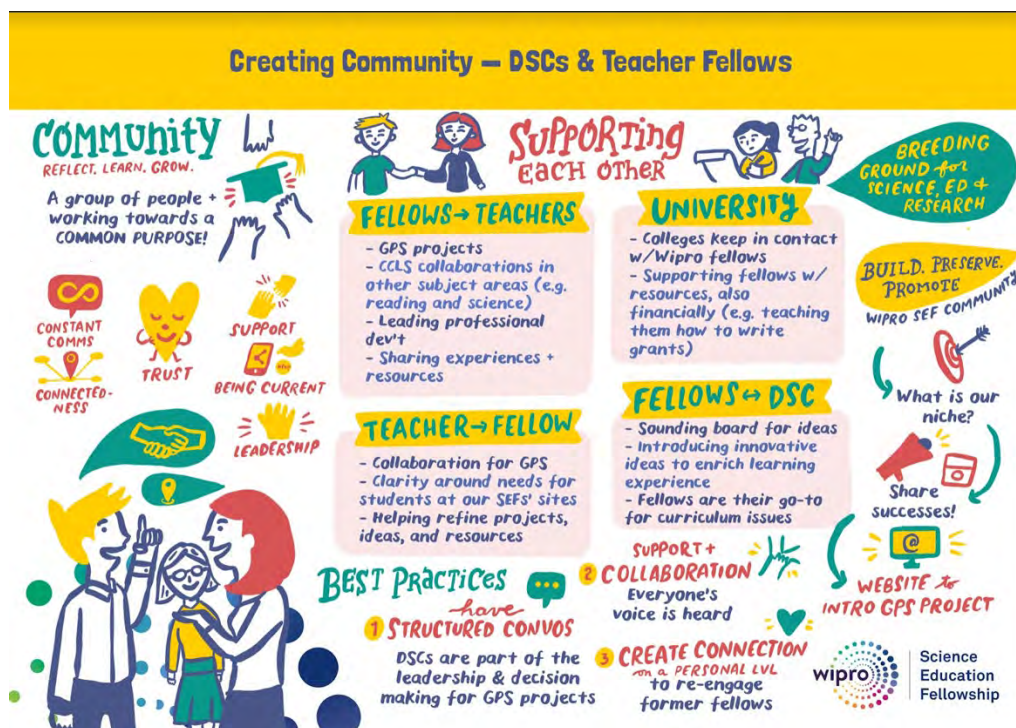 Creating Community — DSCs & Teacher Fellows
COMMUNITY
REFLECT. LEARN. GROW.
A group of people +
working towards a
COMMON PURPOSE!
CONSTANT
COMMS
CONNECTED-
NESS
TRUST
SUPPORT
BEING CURRENT
LEADERSHIP
SUPPORTING
EACH OTHER
FELLOWS→TEACHERS
- GPS projects
- CCLS collaborations in
other subject areas (e.g.
reading and science)
- Leading professional
dev't
- Sharing experiences +
resources
UNIVERSITY
- Colleges keep in contact
w/Wipro fellows
- Supporting fellows w/
resources, also
financially (e.g. teaching
them how to write
grants)
TEACHER→FELLOW
- Collaboration for GPS
- Clarity around needs for
students at our SEFs' sites
- Helping refine projects,
ideas, and resources
FELLOWS↔DSC
- Sounding board for ideas
- Introducing innovative
ideas to enrich learning
experience
- Fellows are their go-to
for curriculum issues
BREEDING
GROUND for
SCIENCE, ED +
RESEARCH
BUILD. PRESERVE.
PROMOTE
WIPRO SEF COMMUNITY
What is our
niche?
Share
successes!
@
WEBSITE to
INTRO GPS PROJECT
BEST PRACTICES
have
1 STRUCTURED CONVOS
DSCs are part of the
leadership & decision
making for GPS projects
SUPPORT +
2 COLLABORATION
Everyone's
voice is heard
3 CREATE CONNECTION
on a PERSONAL LVL
to re-engage
former fellows
wipro
Science
Education
Fellowship